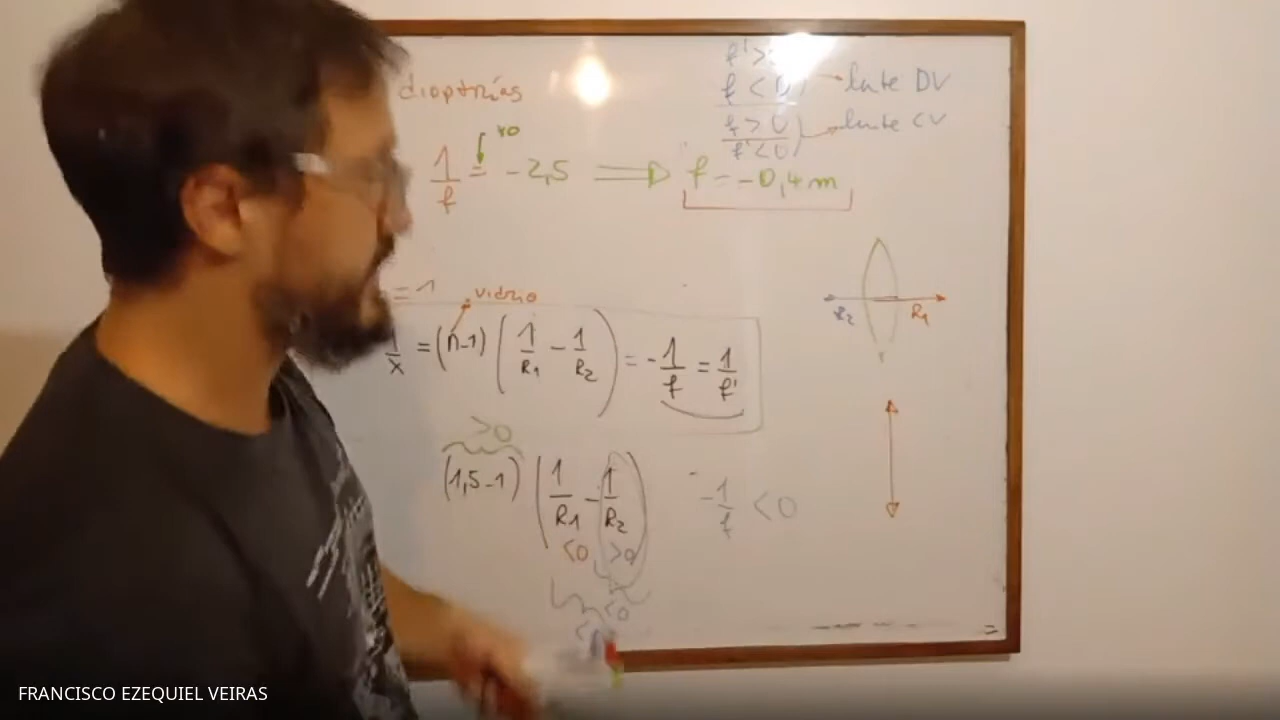 dioptrías
f' >
f < 0
lente DV
f > 0
f' < 0
lente CV
1/f = -2,5 ⟹ f = -0,4 m
= 1
vidrio
1/x = (n-1) (1/R1 - 1/R2) = -1/f = 1/f'
R2
R1
>0
(1,5-1) (1/R1 - 1/R2)
-1/f < 0
<0 >0
<0
FRANCISCO EZEQUIEL VEIRAS